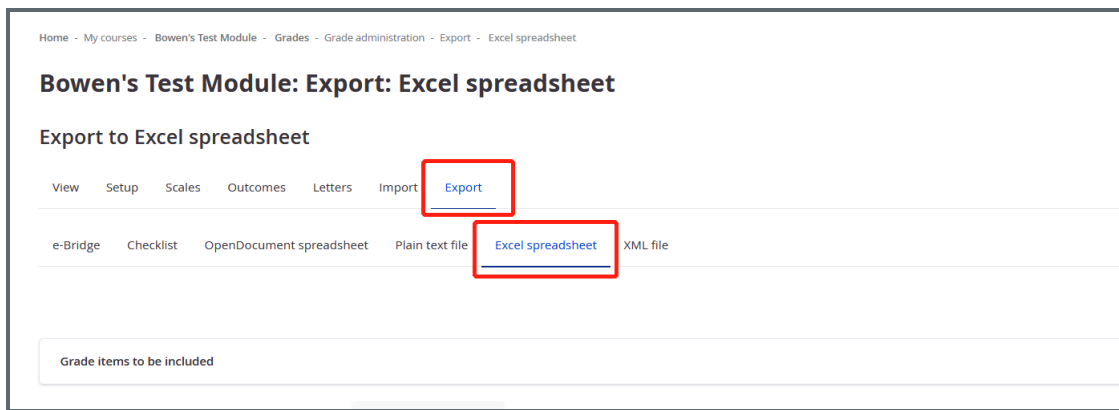 Home - My courses - Bowen's Test Module - Grades - Grade administration - Export - Excel spreadsheet
Bowen's Test Module: Export: Excel spreadsheet
Export to Excel spreadsheet
View Setup Scales Outcomes Letters Import Export
e-Bridge Checklist OpenDocument spreadsheet Plain text file Excel spreadsheet XML file
Grade items to be included